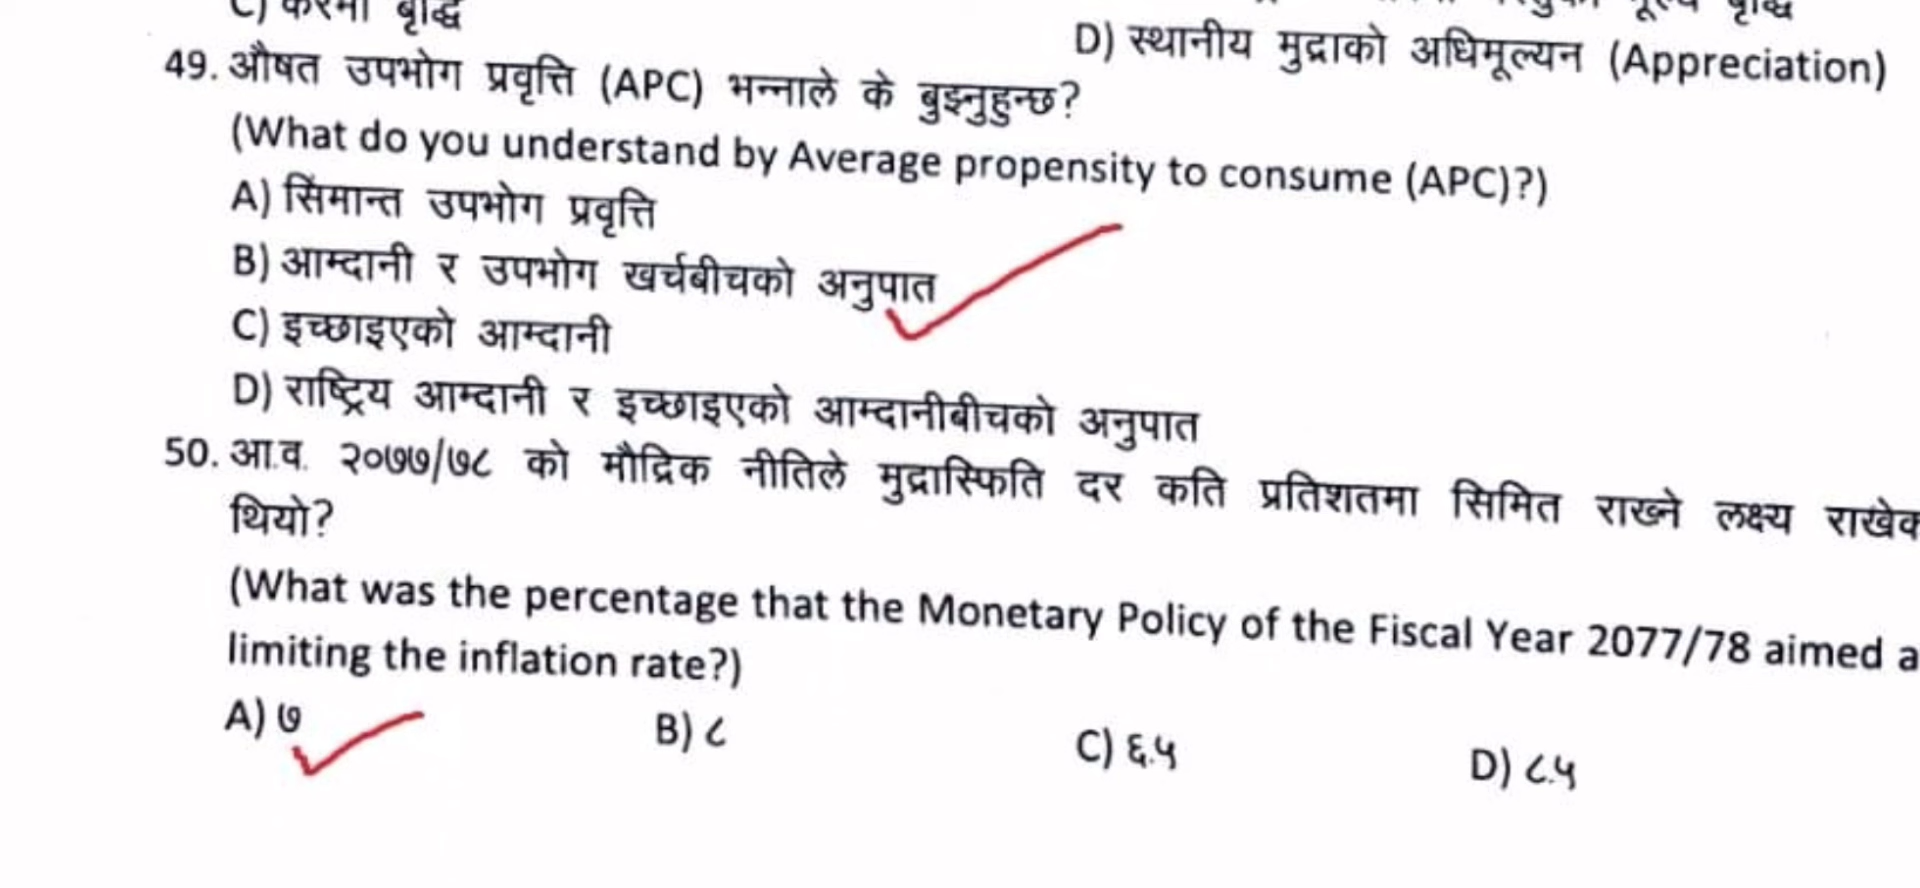 C) करमा बृद्धि
मूल्य बृद्धि
D) स्थानीय मुद्राको अधिमूल्यन (Appreciation)
49. औषत उपभोग प्रवृत्ति (APC) भन्नाले के बुझ्नुहुन्छ?
(What do you understand by Average propensity to consume (APC)?)
A) सिंमान्त उपभोग प्रवृत्ति
B) आम्दानी र उपभोग खर्चबीचको अनुपात
C) इच्छाइएको आम्दानी
D) राष्ट्रिय आम्दानी र इच्छाइएको आम्दानीबीचको अनुपात
50. आ.व. २०७७/७८ को मौद्रिक नीतिले मुद्रास्फिति दर कति प्रतिशतमा सिमित राख्ने लक्ष्य राखेक
थियो?
(What was the percentage that the Monetary Policy of the Fiscal Year 2077/78 aimed a
limiting the inflation rate?)
A) ७
B) ८
C) ६.५
D) ८.५